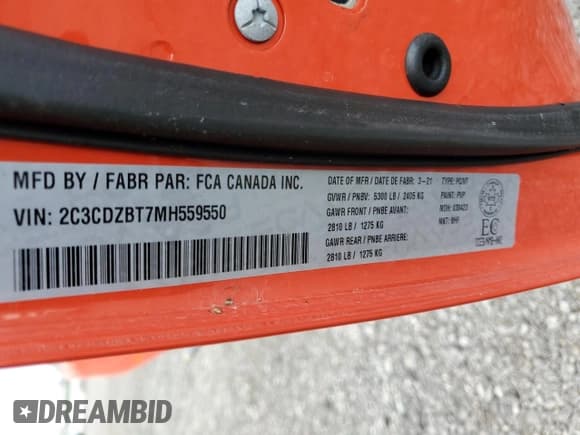 MFD BY / FABR PAR: FCA CANADA INC.
VIN: 2C3CDZBT7MH559550
DATE OF MFR / DATE DE FABR: 3-21
GVWR / PNBV: 5300 LB / 2405 KG
GAWR FRONT / PNBE AVANT:
2810 LB / 1275 KG
GAWR REAR / PNBE ARRIERE:
2810 LB / 1275 KG
PAINT: PVP
EC
DREAMBID